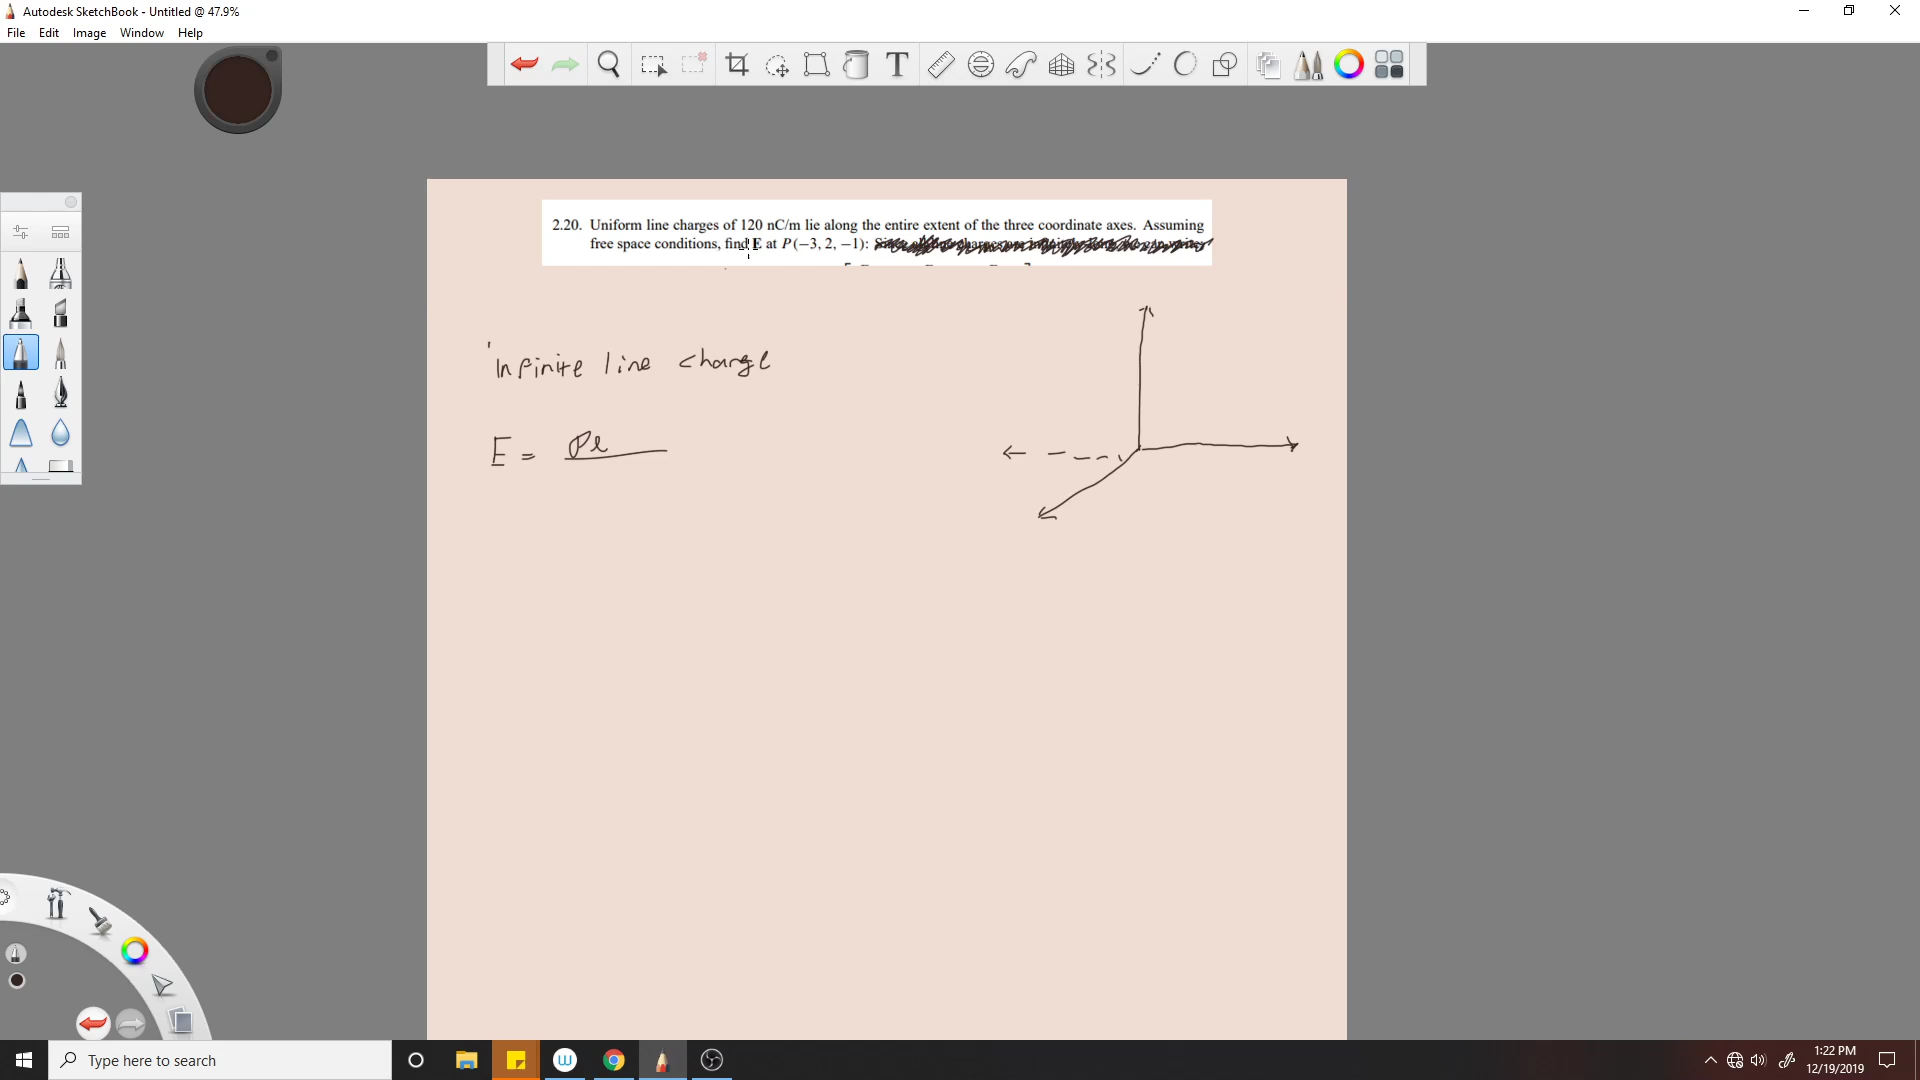 Autodesk SketchBook - Untitled @ 47.9%
File Edit Image Window Help
T
2.20. Uniform line charges of 120 nC/m lie along the entire extent of the three coordinate axes. Assuming
free space conditions, find E at P(−3, 2, −1):
Infinite line charge
E = ρl
Type here to search
1:22 PM
12/19/2019